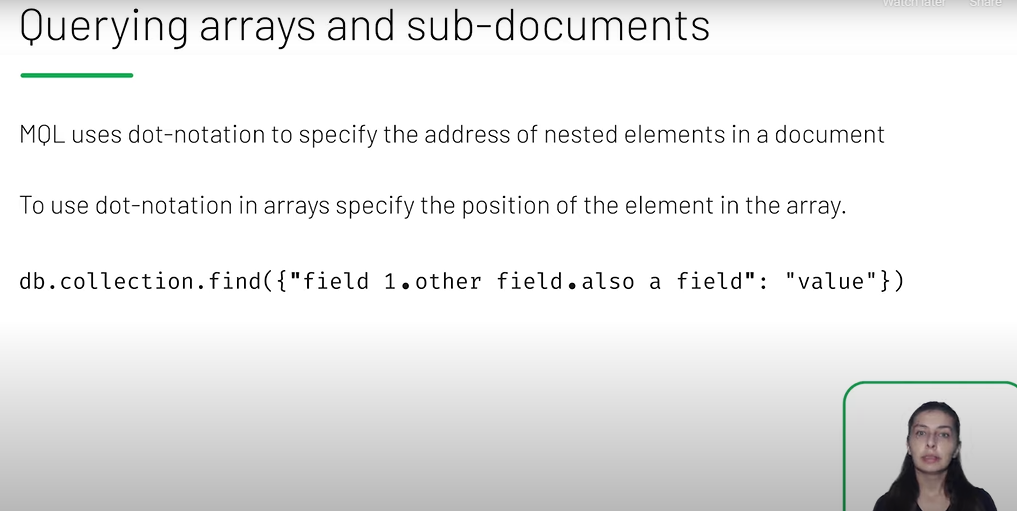 Watch later Share
Querying arrays and sub-documents
MQL uses dot-notation to specify the address of nested elements in a document
To use dot-notation in arrays specify the position of the element in the array.
db.collection.find({"field 1.other field.also a field": "value"})